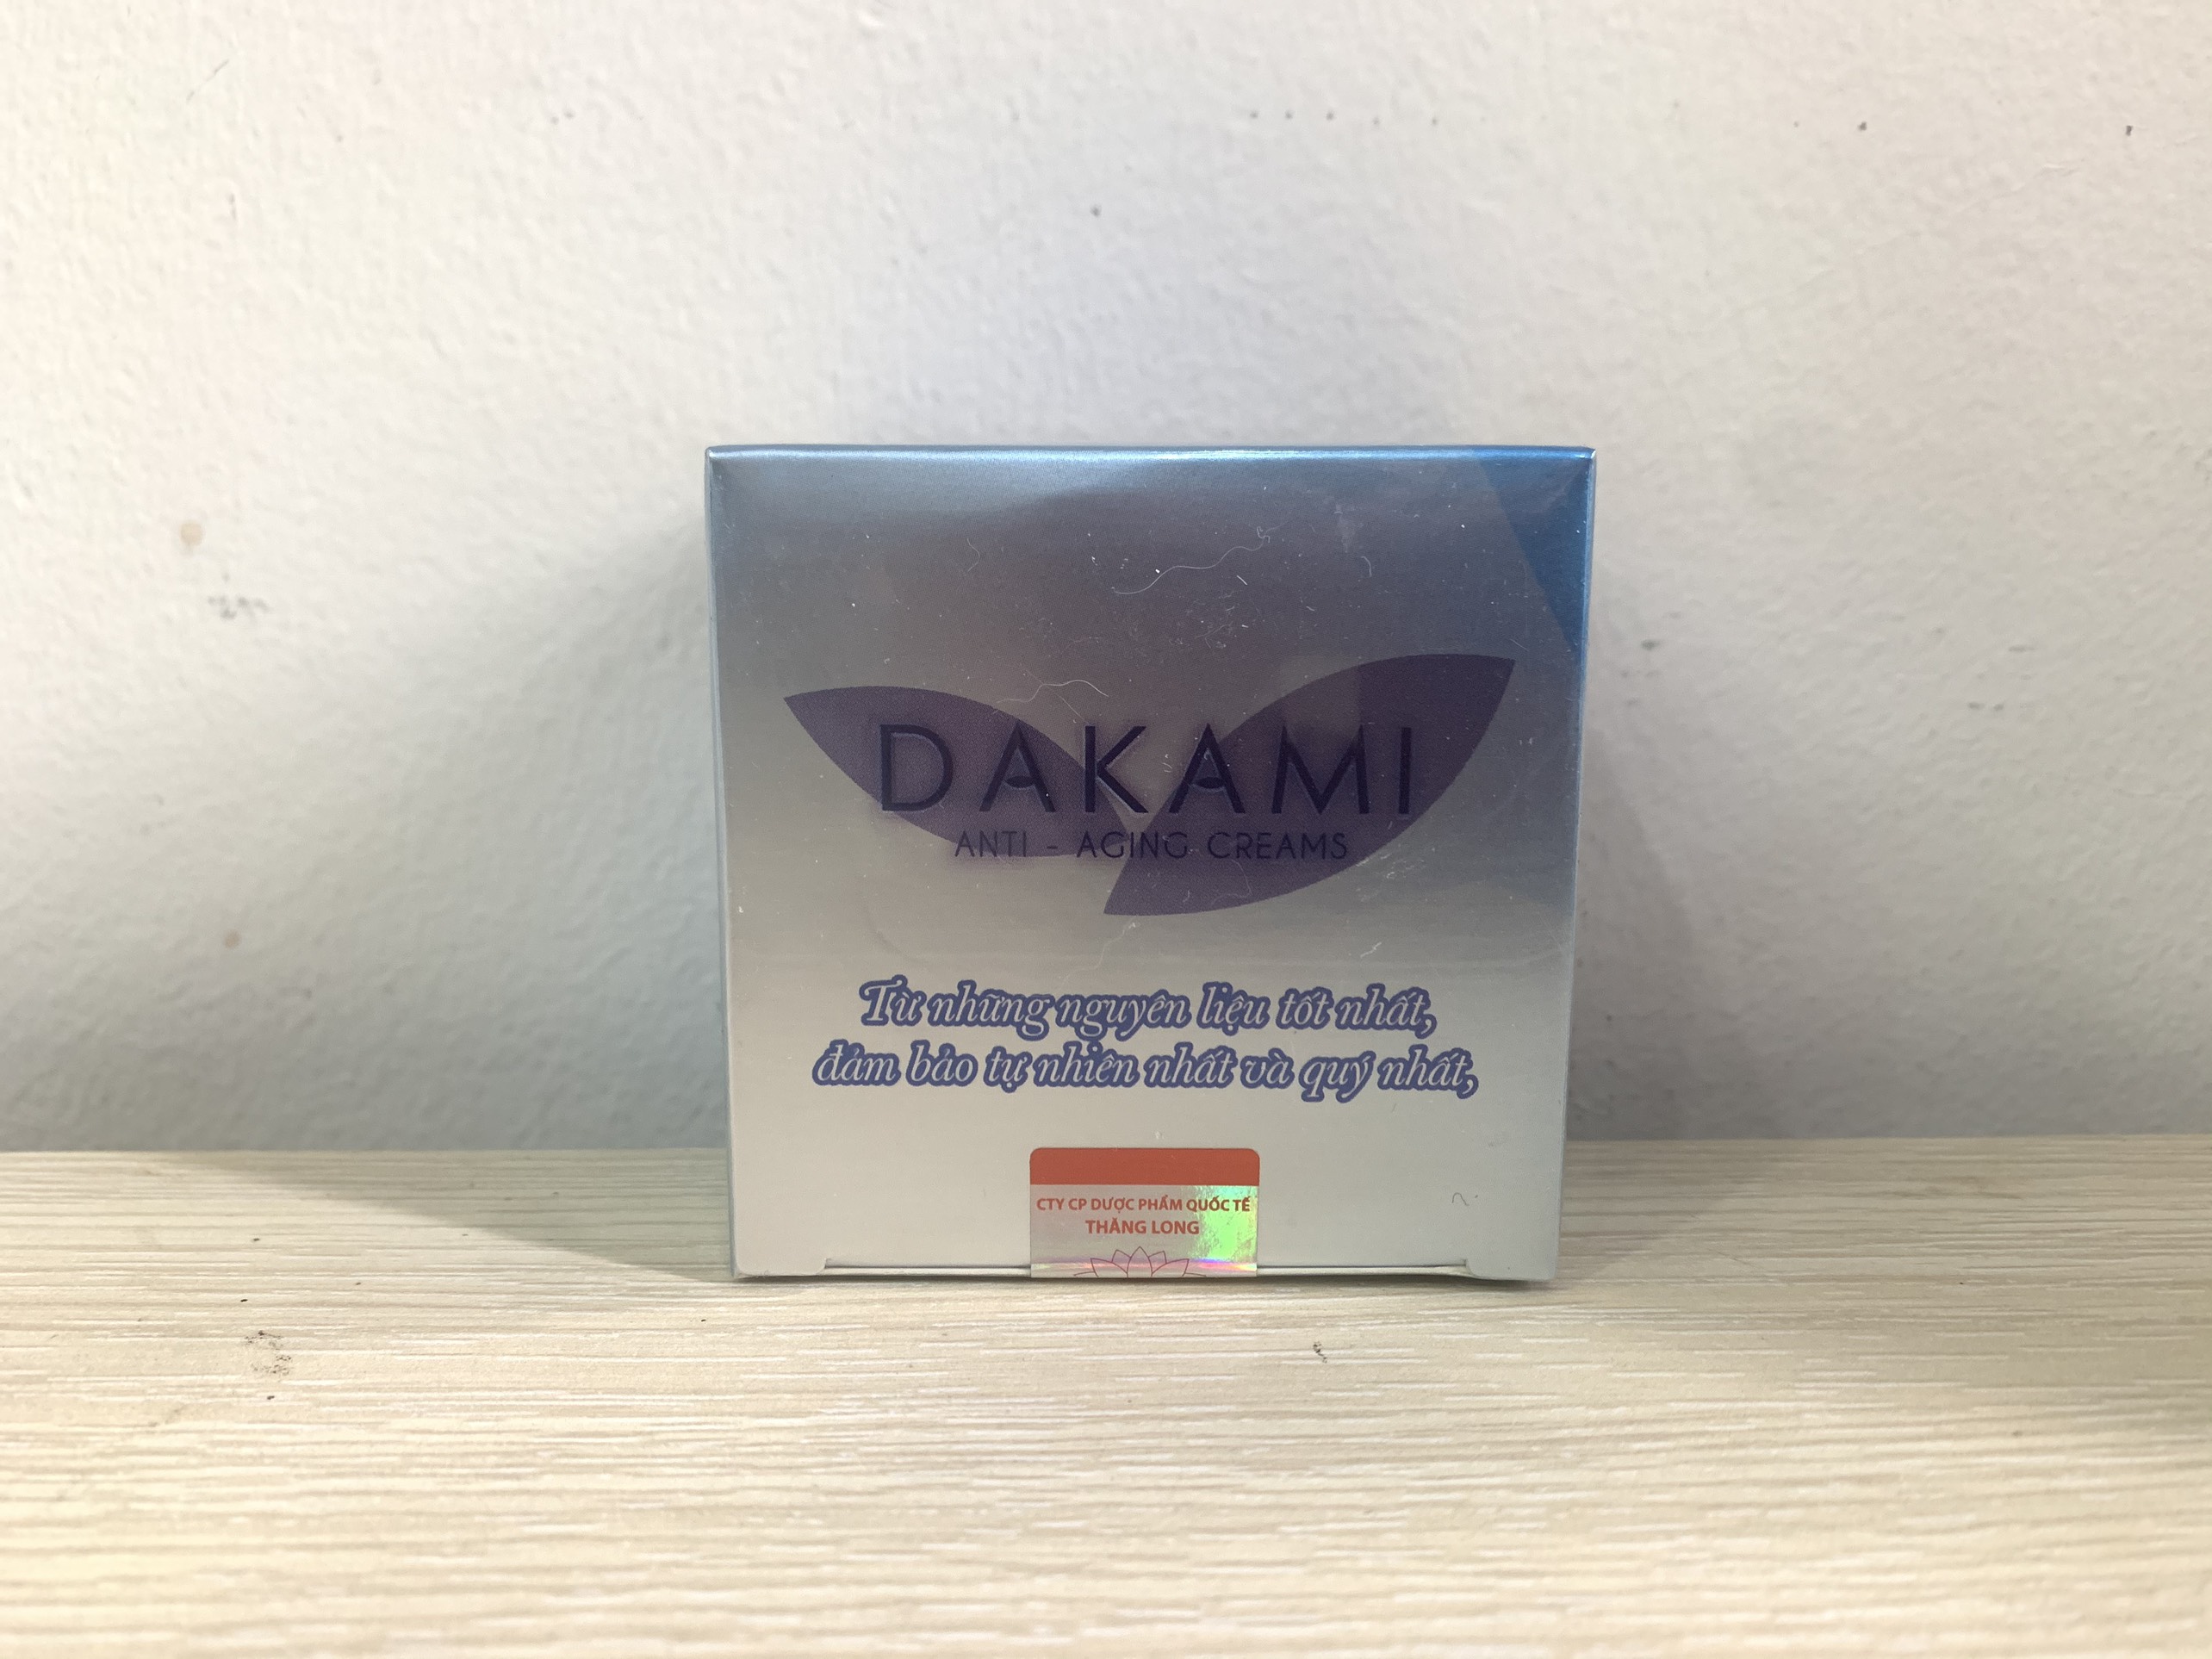 DAKAMI
ANTI - AGING CREAMS
Từ những nguyên liệu tốt nhất,
đảm bảo tự nhiên nhất và quý nhất,
CTY CP DƯỢC PHẨM QUỐC TẾ
THĂNG LONG